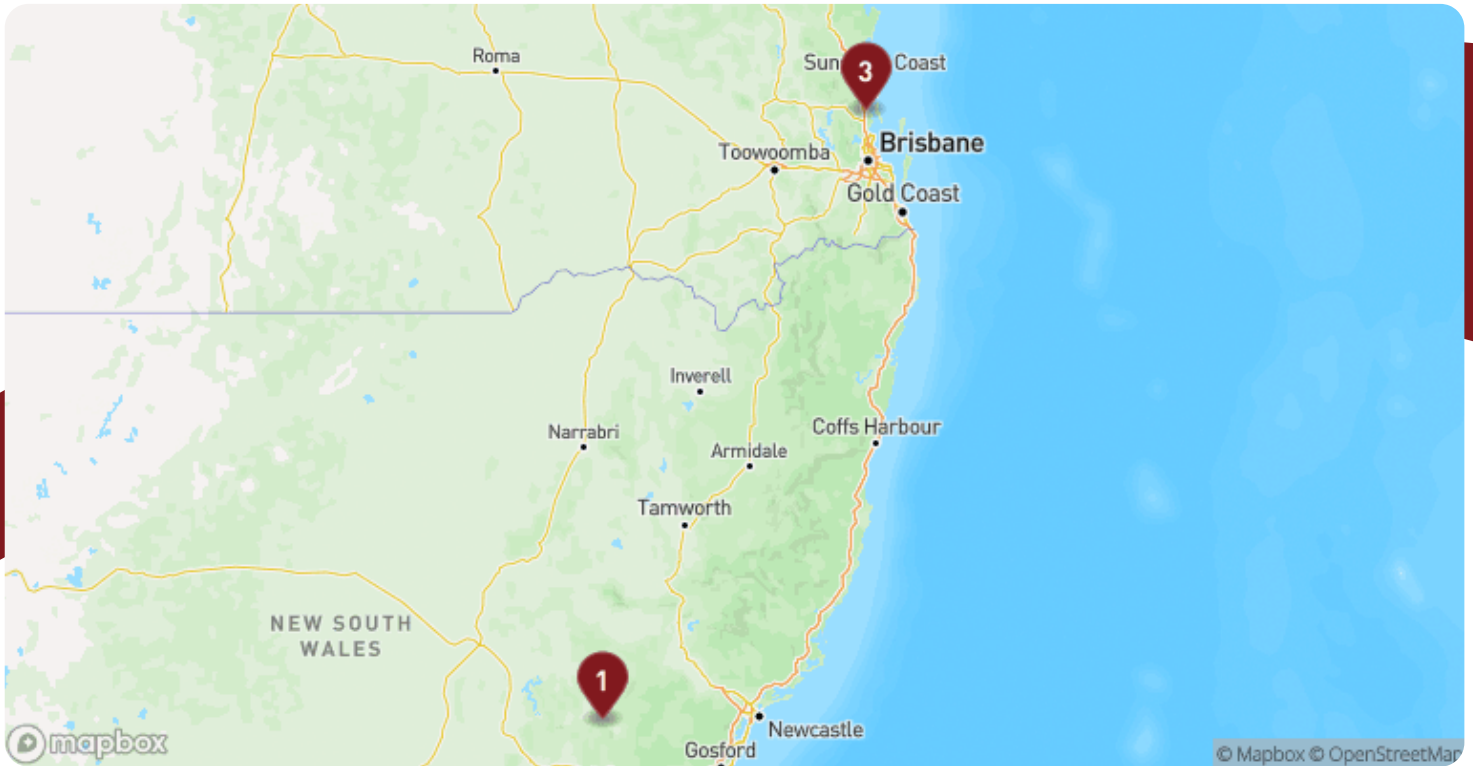 Roma
Sun
3
Coast
Brisbane
Toowoomba
Gold Coast
Inverell
Coffs Harbour
Narrabri
Armidale
Tamworth
NEW SOUTH
WALES
1
Newcastle
Gosford
mapbox
© Mapbox © OpenStreetMap